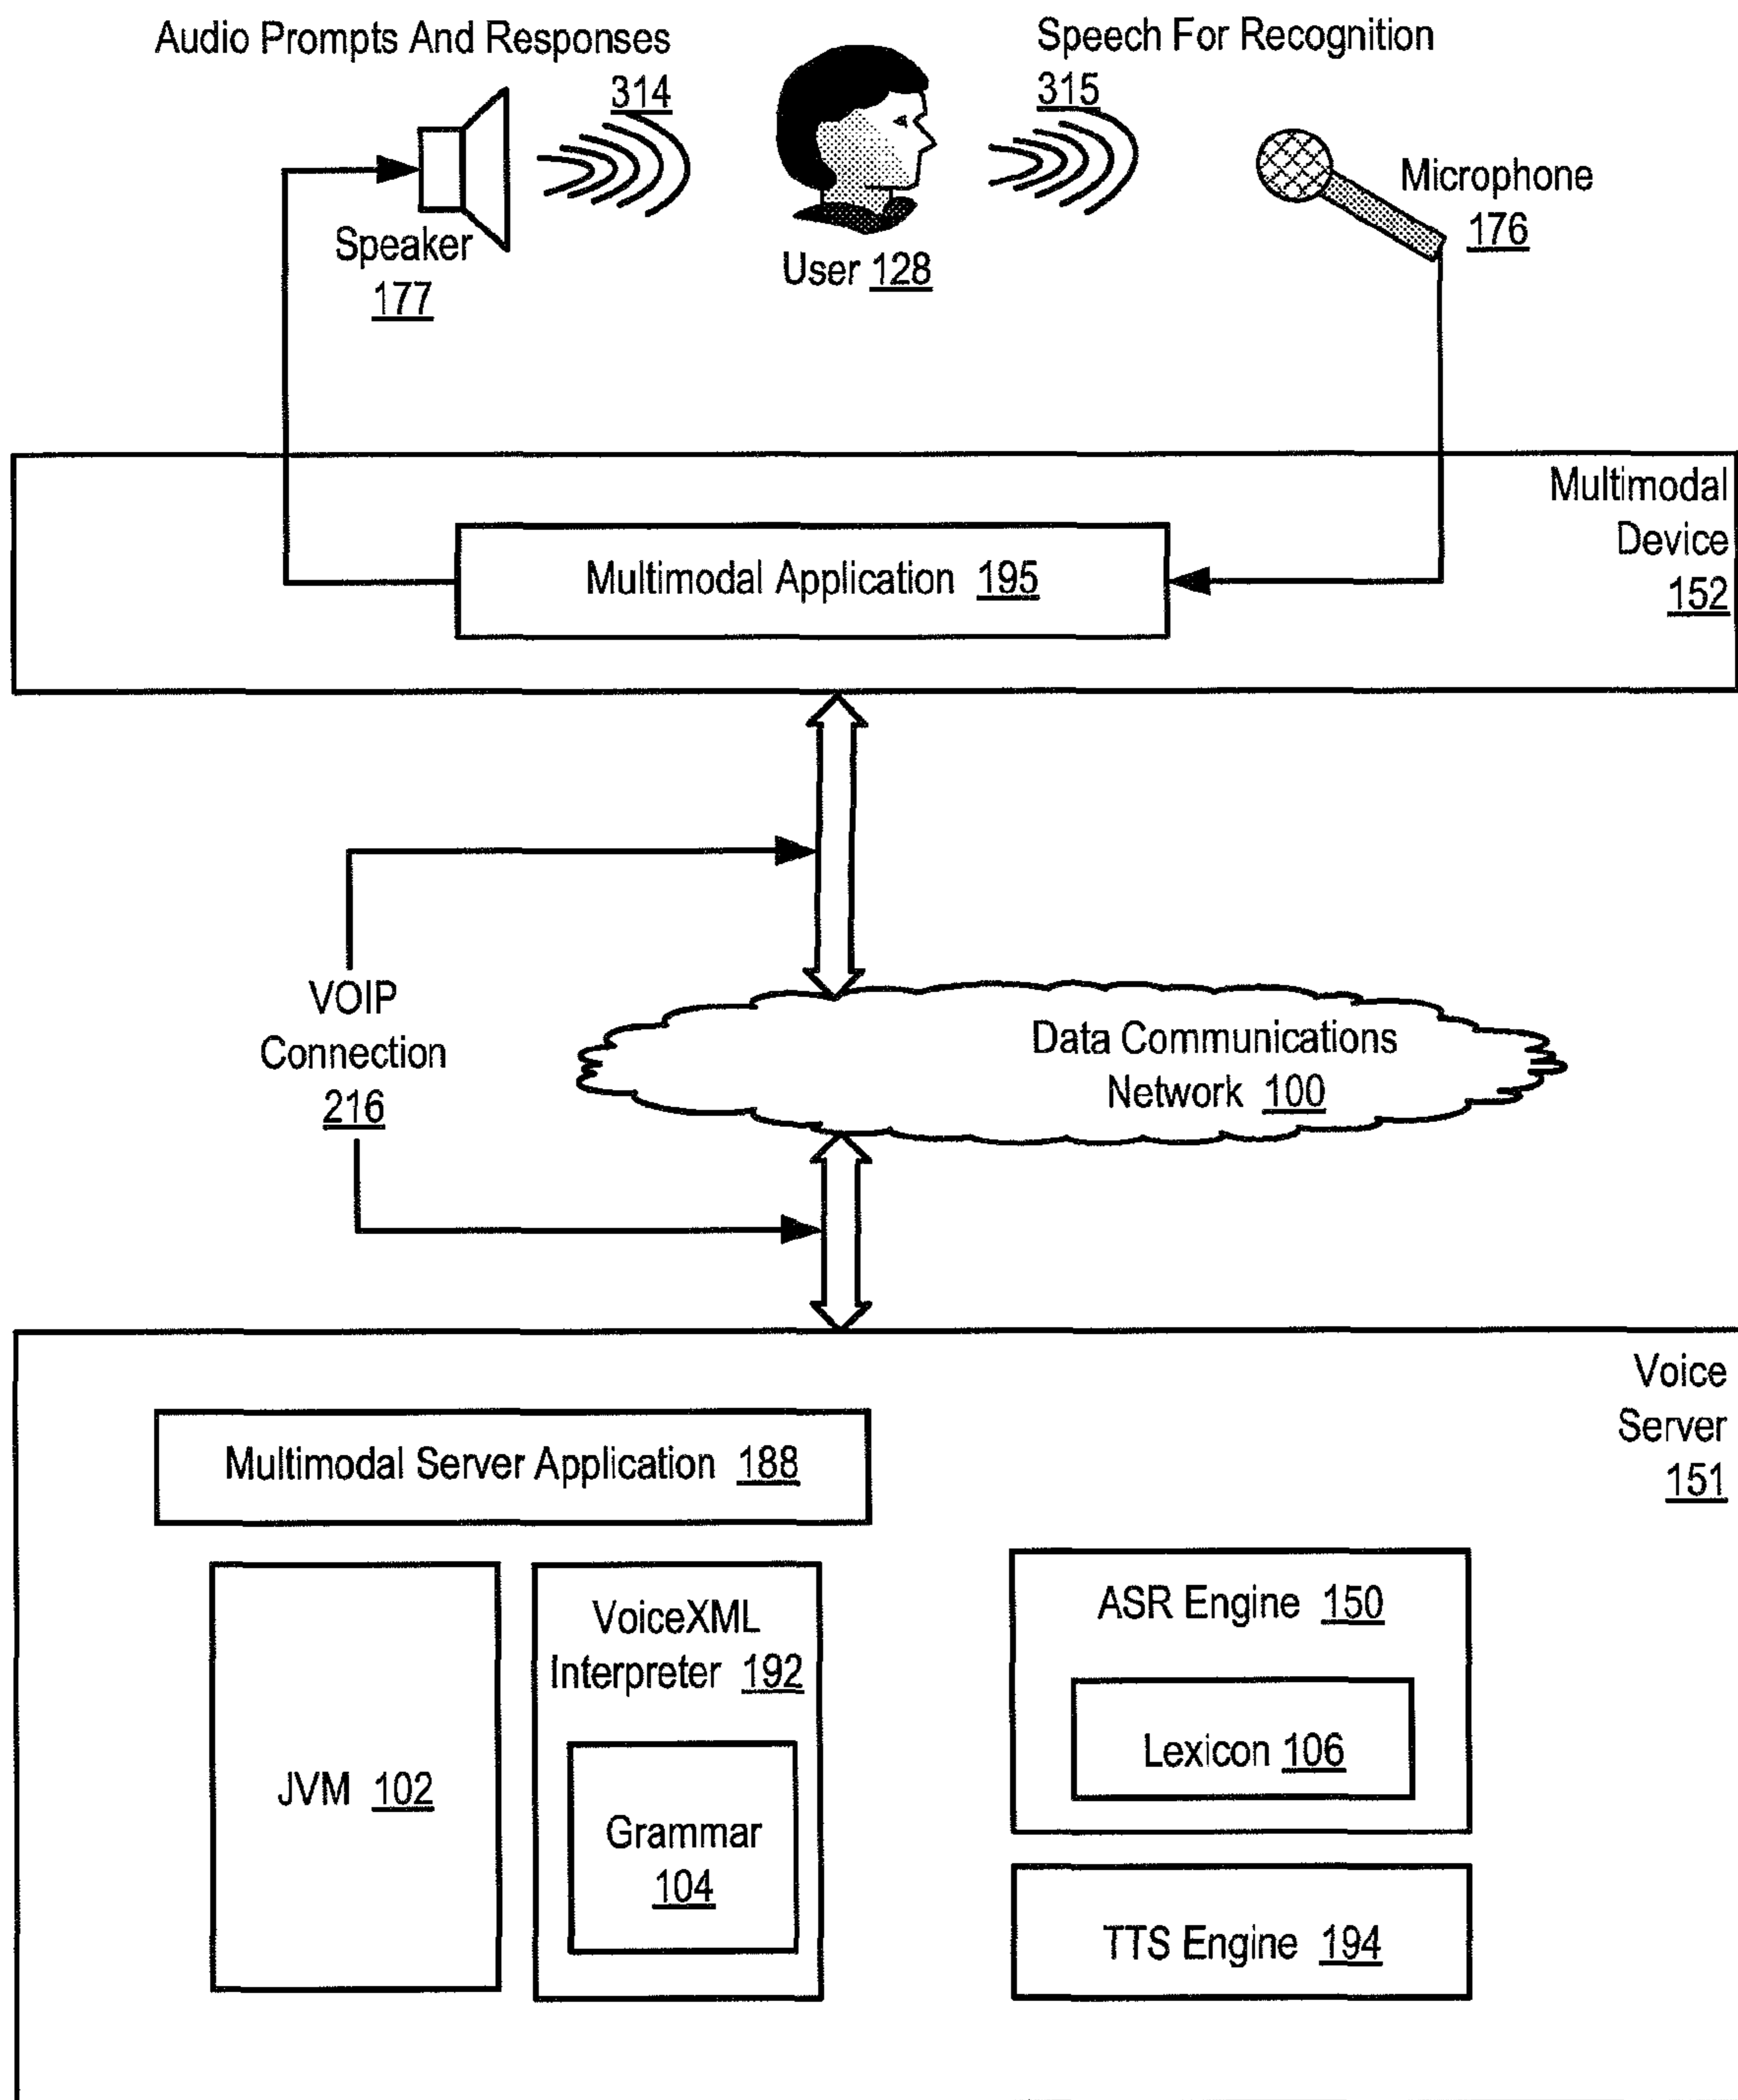 Audio Prompts And Responses
314
Speech For Recognition
315
Speaker
177
User 128
Microphone
176
Multimodal
Device
152
Multimodal Application 195
VOIP
Connection
216
Data Communications
Network 100
Voice
Server
151
Multimodal Server Application 188
JVM 102
VoiceXML
Interpreter 192
Grammar
104
ASR Engine 150
Lexicon 106
TTS Engine 194